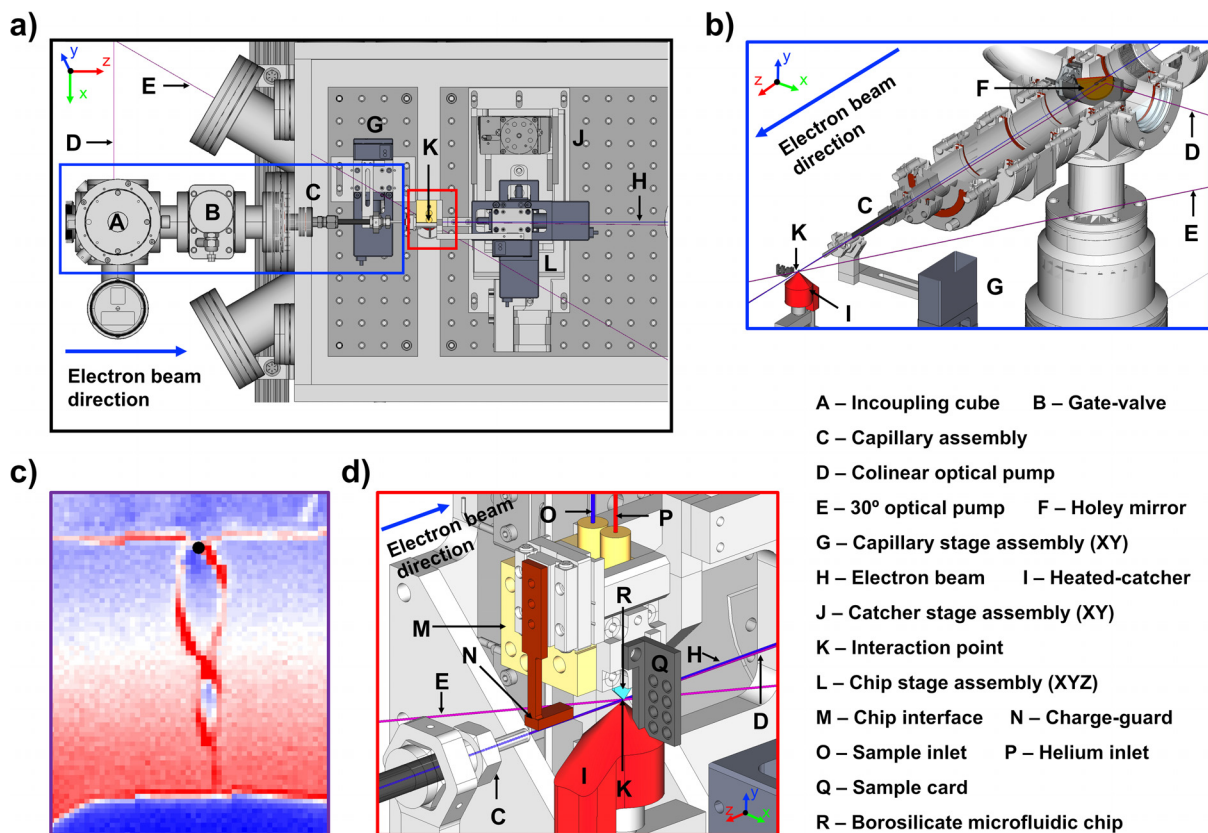 a)
y
z
x
E
D
G
K
J
C
H
A
B
L
Electron beam
direction
b)
y
z
x
Electron beam
direction
F
D
C
E
K
G
I
c)
d)
Electron beam
direction
O
P
R
M
H
N
Q
E
D
I
K
C
y
z
x
A – Incoupling cube B – Gate-valve
C – Capillary assembly
D – Colinear optical pump
E – 30º optical pump F – Holey mirror
G – Capillary stage assembly (XY)
H – Electron beam I – Heated-catcher
J – Catcher stage assembly (XY)
K – Interaction point
L – Chip stage assembly (XYZ)
M – Chip interface N – Charge-guard
O – Sample inlet P – Helium inlet
Q – Sample card
R – Borosilicate microfluidic chip